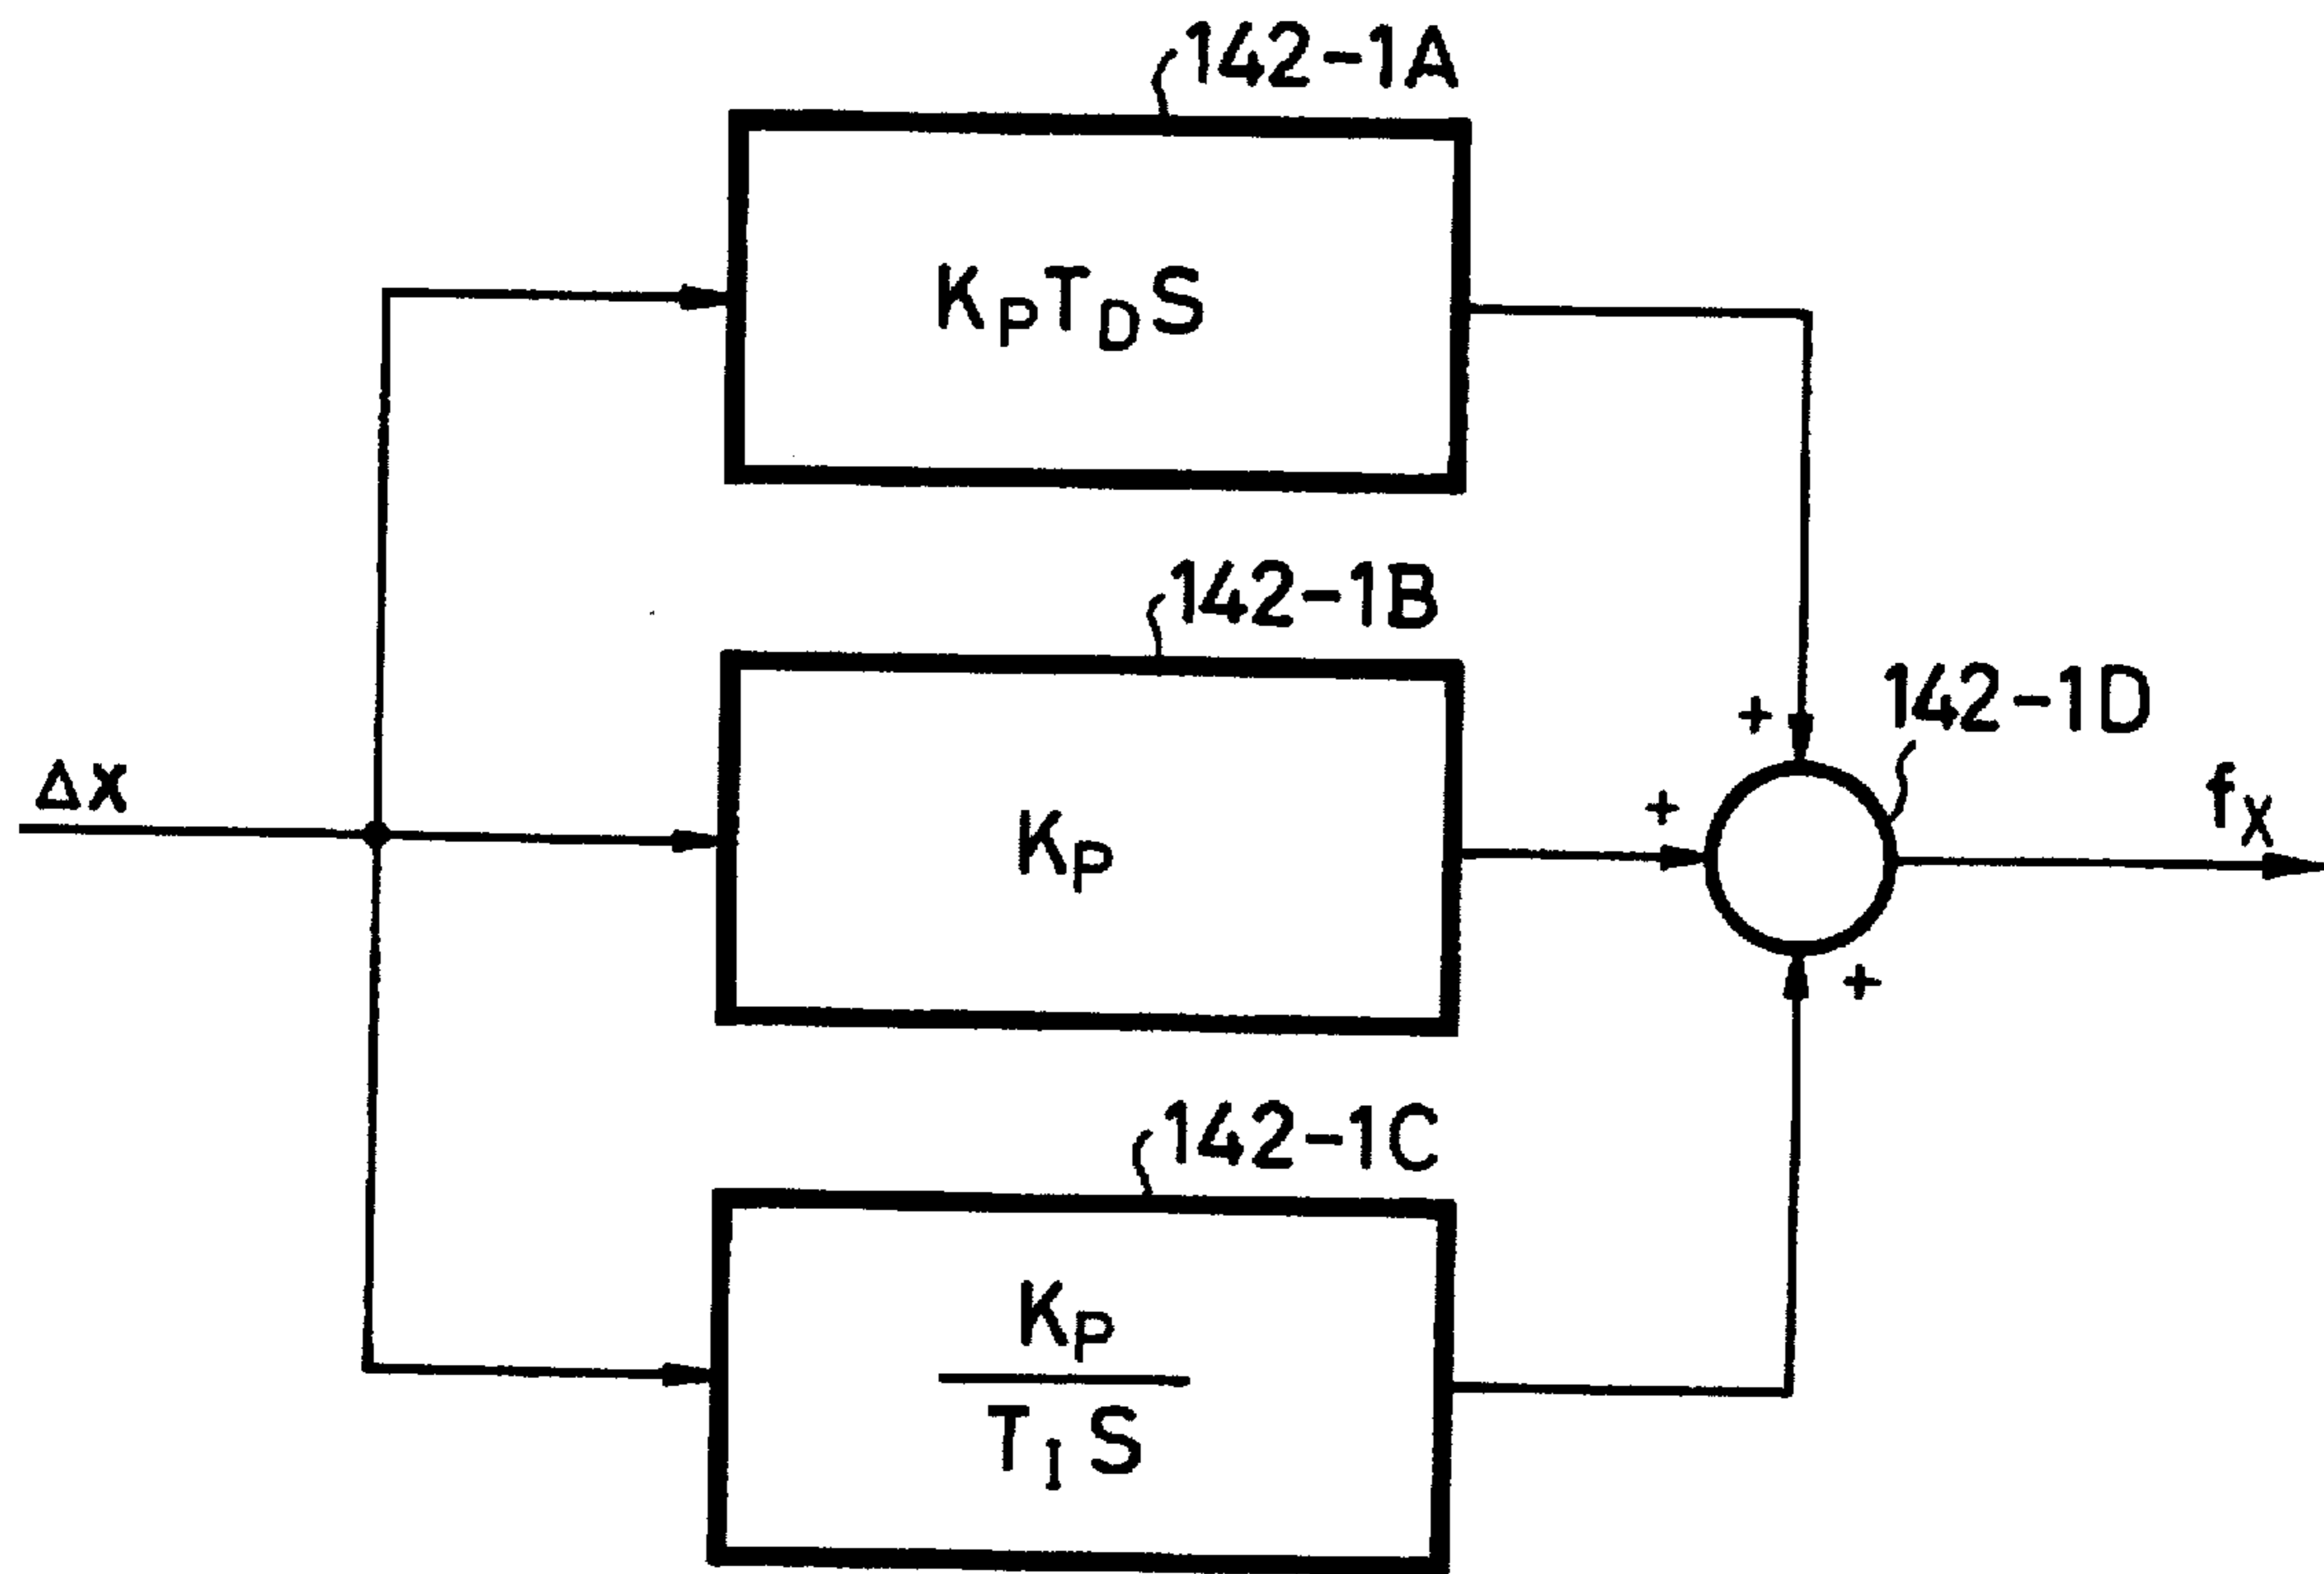 142-1A
KPTDS
142-1B
142-1D
ΔX
+
+
fX
KP
+
142-1C
KP
TIS